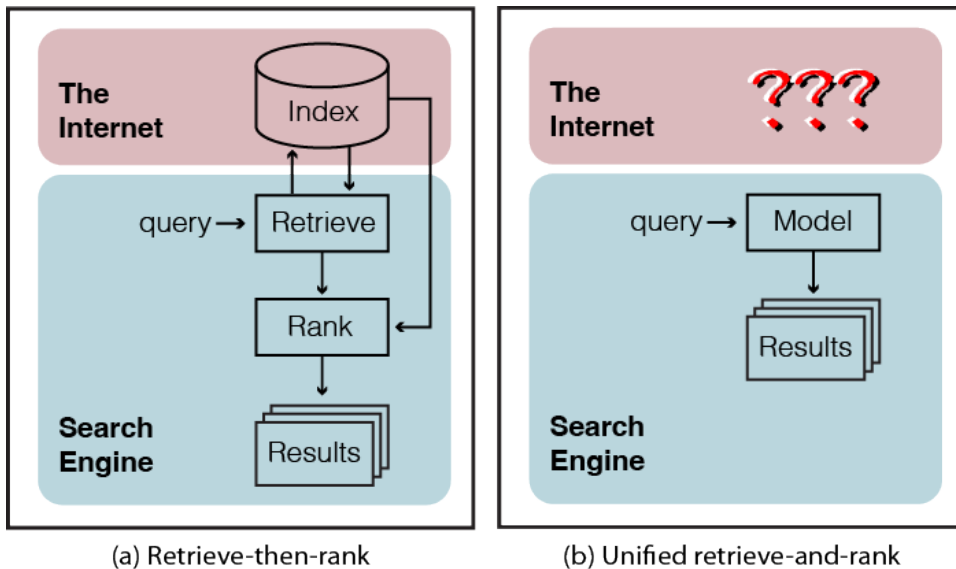 The
Internet
Index
query
Retrieve
Rank
Results
Search
Engine
(a) Retrieve-then-rank
The
Internet
???
query
Model
Results
Search
Engine
(b) Unified retrieve-and-rank